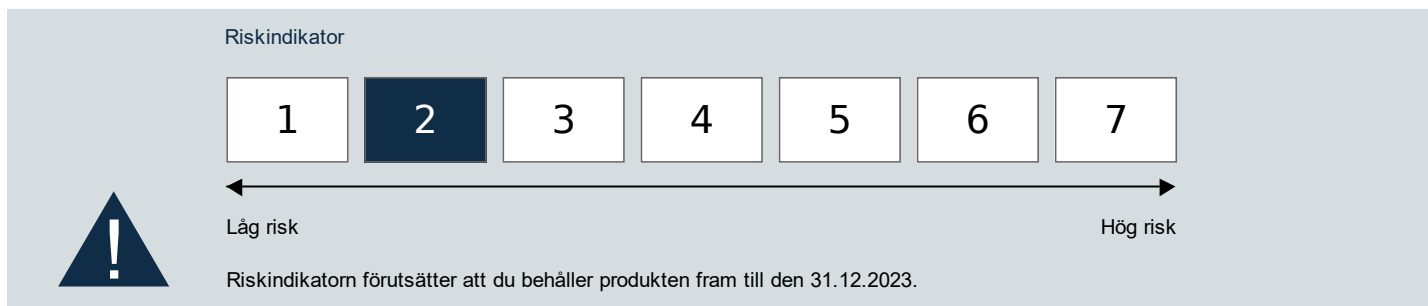 Riskindikator
1 2 3 4 5 6 7
Låg risk Hög risk
!
Riskindikatorn förutsätter att du behåller produkten fram till den 31.12.2023.